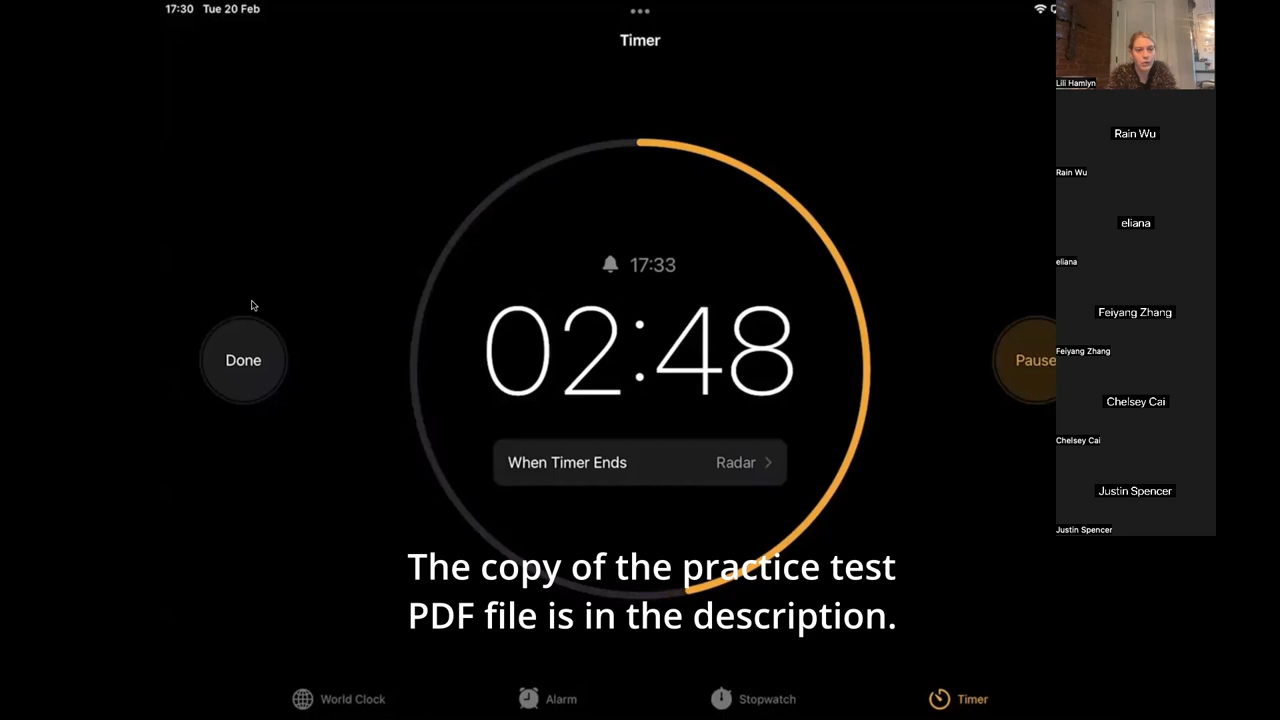 17:30 Tue 20 Feb
Timer
17:33
02:48
Done
Pause
When Timer Ends Radar
The copy of the practice test
PDF file is in the description.
World Clock Alarm Stopwatch Timer
Lili Hamlyn
Rain Wu
Rain Wu
eliana
eliana
Feiyang Zhang
Feiyang Zhang
Chelsey Cai
Chelsey Cai
Justin Spencer
Justin Spencer